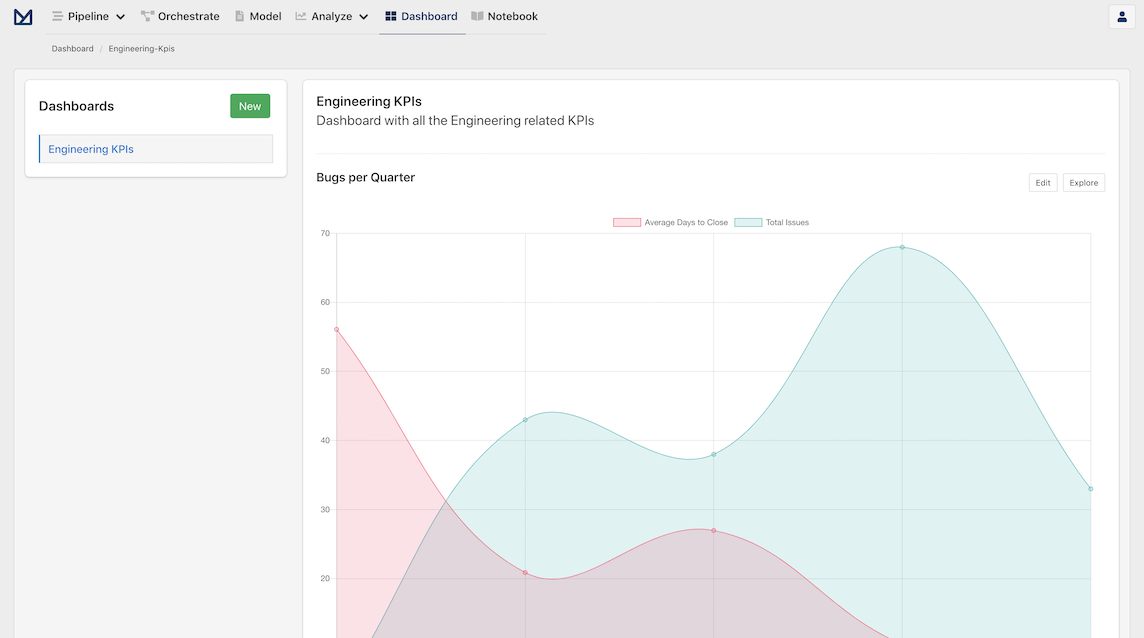 Pipeline Orchestrate Model Analyze Dashboard Notebook
Dashboard / Engineering-Kpis
Dashboards
New
Engineering KPIs
Engineering KPIs
Dashboard with all the Engineering related KPIs
Bugs per Quarter
Edit Explore
Average Days to Close Total Issues
70
60
50
40
30
20